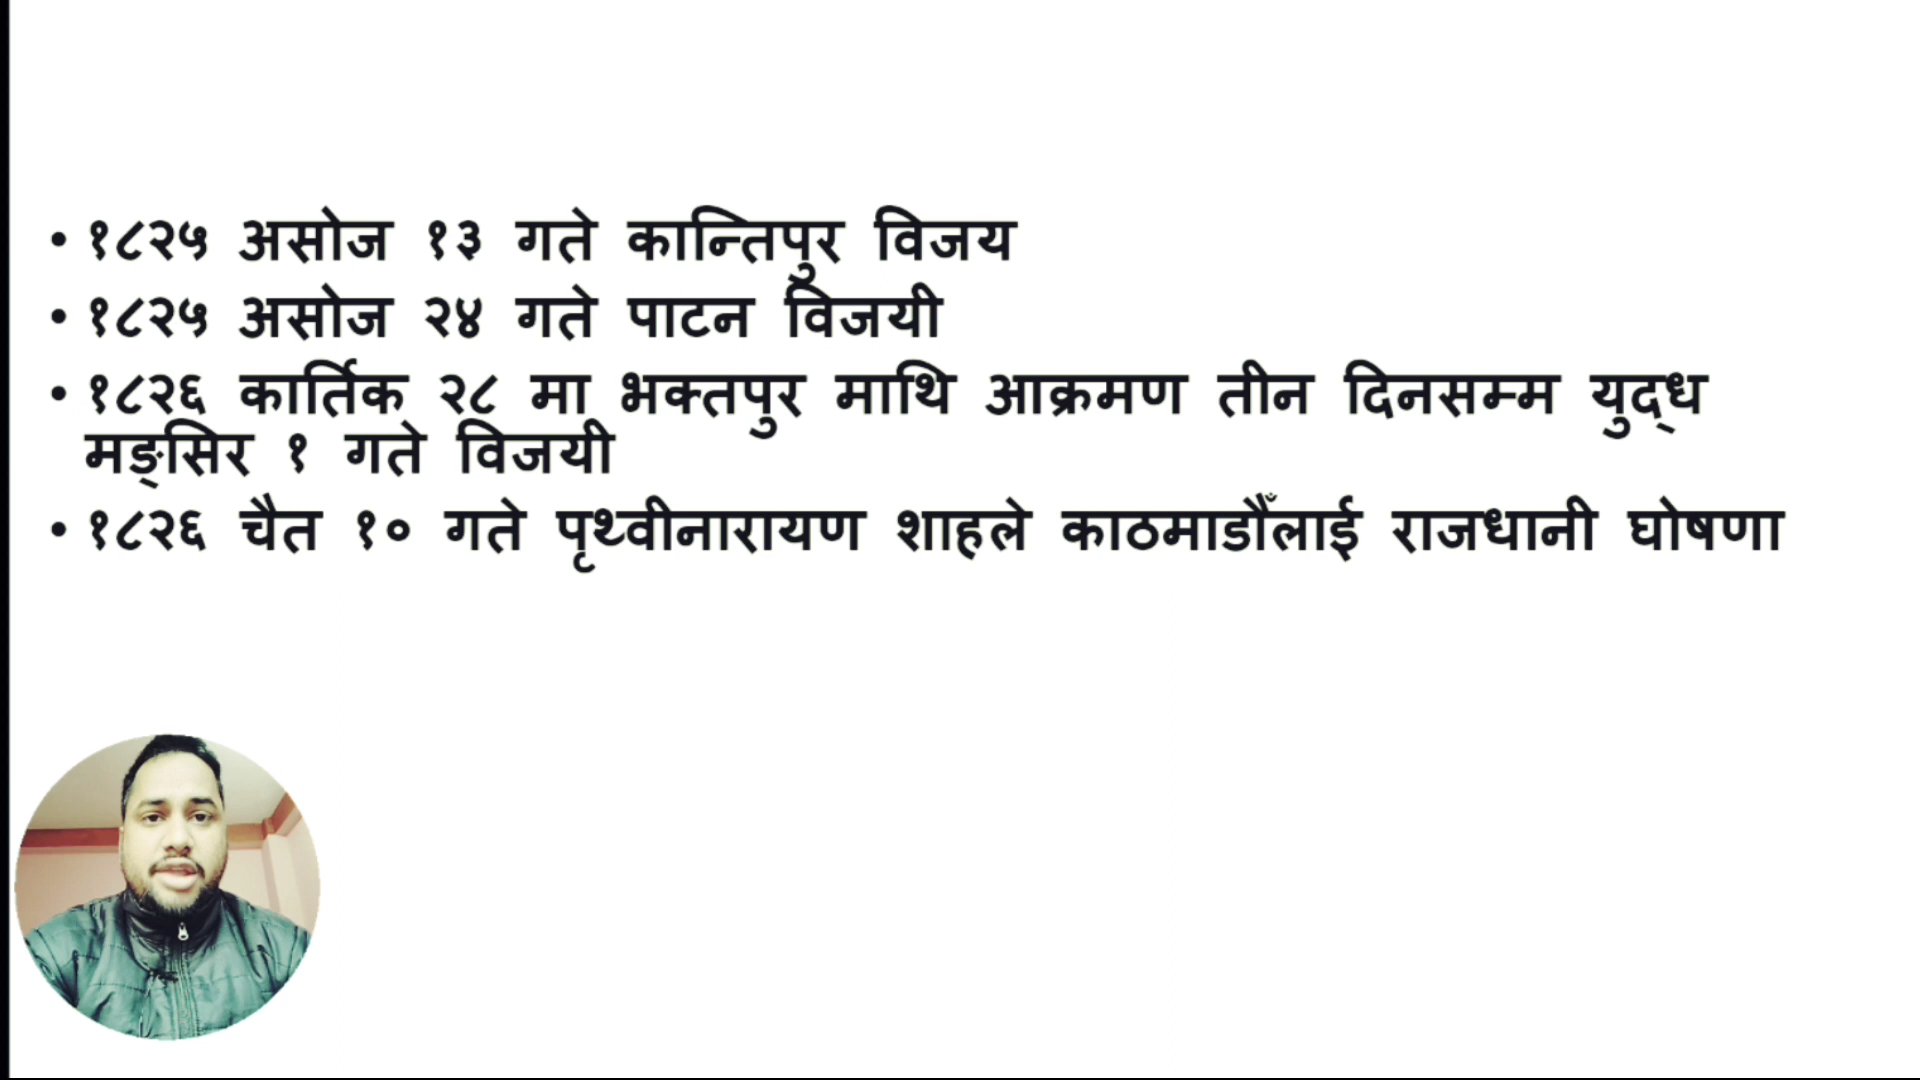 • १८२५ असोज १३ गते कान्तिपुर विजय
• १८२५ असोज २४ गते पाटन विजयी
• १८२६ कार्तिक २८ मा भक्तपुर माथि आक्रमण तीन दिनसम्म युद्ध
मङ्सिर १ गते विजयी
• १८२६ चैत १० गते पृथ्वीनारायण शाहले काठमाडौँलाई राजधानी घोषणा